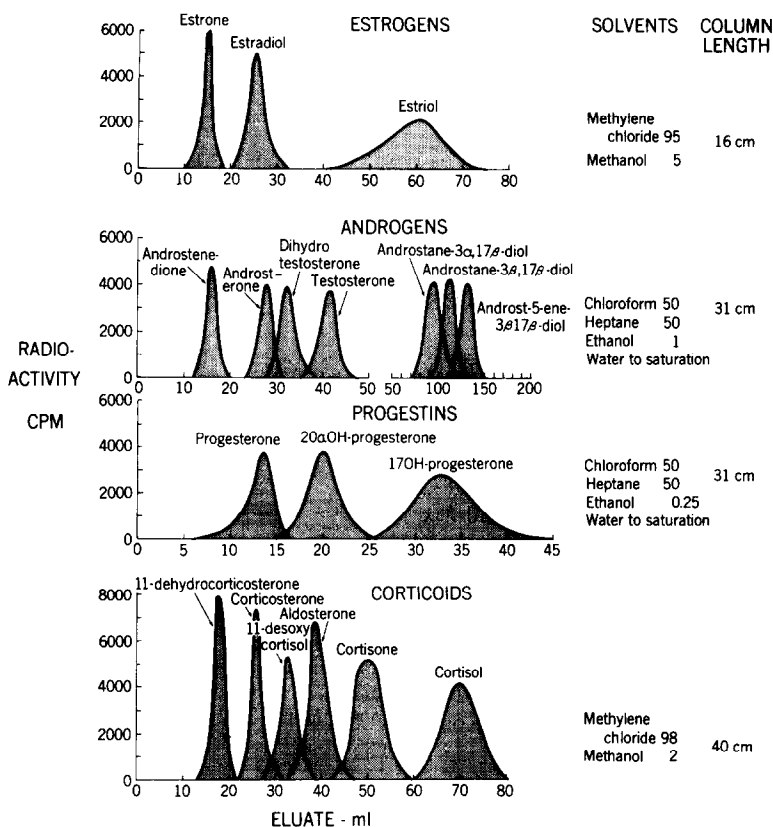 ESTROGENS
SOLVENTS
COLUMN
LENGTH
6000
4000
2000
0
Estrone
Estradiol
Estriol
0 10 20 30 40 50 60 70 80
Methylene
chloride 95
Methanol 5
16 cm
ANDROGENS
6000
4000
2000
0
Androstene-
dione
Androst-
erone
Dihydro
testosterone
Testosterone
Androstane-3α,17β-diol
Androstane-3β,17β-diol
Androst-5-ene-
3β17β-diol
0 10 20 30 40 50
50 100 150 200
Chloroform 50
Heptane 50
Ethanol 1
Water to saturation
31 cm
RADIO-
ACTIVITY
CPM
PROGESTINS
6000
4000
2000
0
Progesterone
20αOH-progesterone
17OH-progesterone
0 5 10 15 20 25 30 35 40 45
Chloroform 50
Heptane 50
Ethanol 0.25
Water to saturation
31 cm
CORTICOIDS
8000
6000
4000
2000
0
11-dehydrocorticosterone
Corticosterone
11-desoxy
cortisol
Aldosterone
Cortisone
Cortisol
0 10 20 30 40 50 60 70 80
Methylene
chloride 98
Methanol 2
40 cm
ELUATE - ml